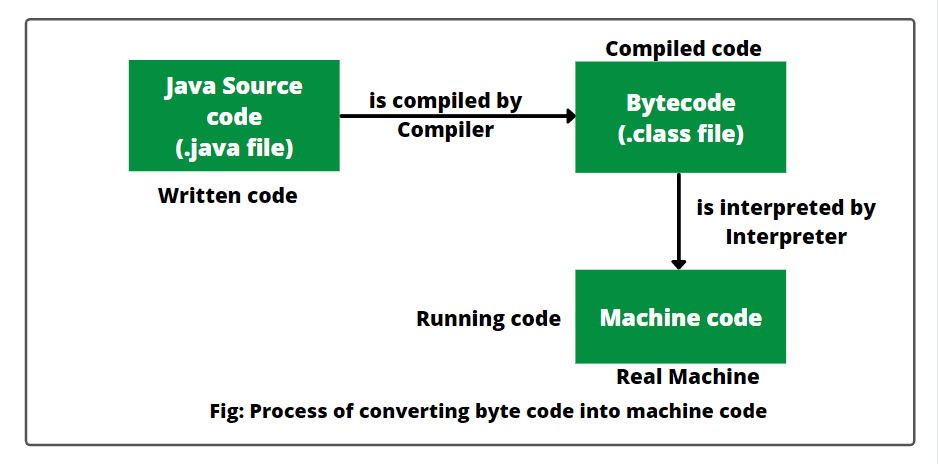 Compiled code
Java Source
code
(.java file)
is compiled by
Compiler
Bytecode
(.class file)
Written code
is interpreted by
Interpreter
Running code
Machine code
Real Machine
Fig: Process of converting byte code into machine code